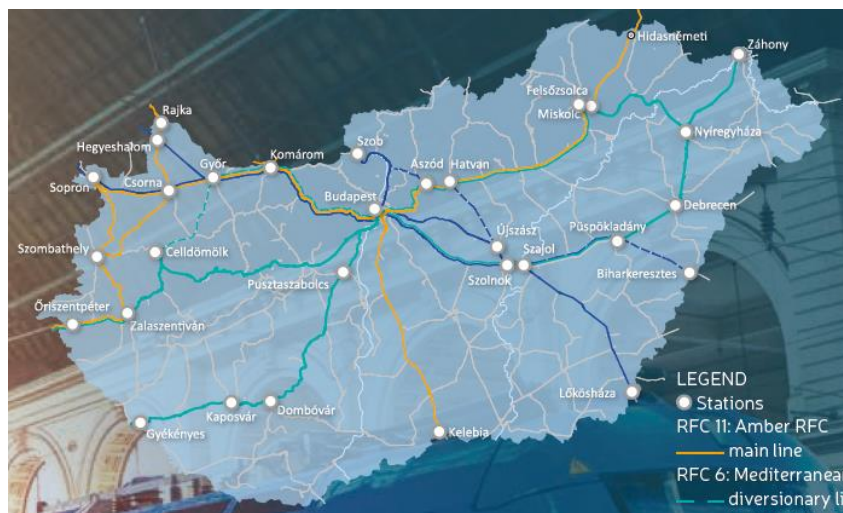 Hidasnémeti
Záhony
Felsőzsolca
Miskolc
Rajka
Hegyeshalom
Nyíregyháza
Szob
Győr
Komárom
Aszód
Hatvan
Sopron
Csorna
Budapest
Debrecen
Püspökladány
Újszász
Szombathely
Celldömölk
Szajol
Pusztaszabolcs
Szolnok
Biharkeresztes
Őriszentpéter
Zalaszentiván
LEGEND
Stations
Lőkösháza
Kaposvár
Dombóvár
RFC 11: Amber RFC
Gyékényes
Kelebia
main line
RFC 6: Mediterranean
diversionary li